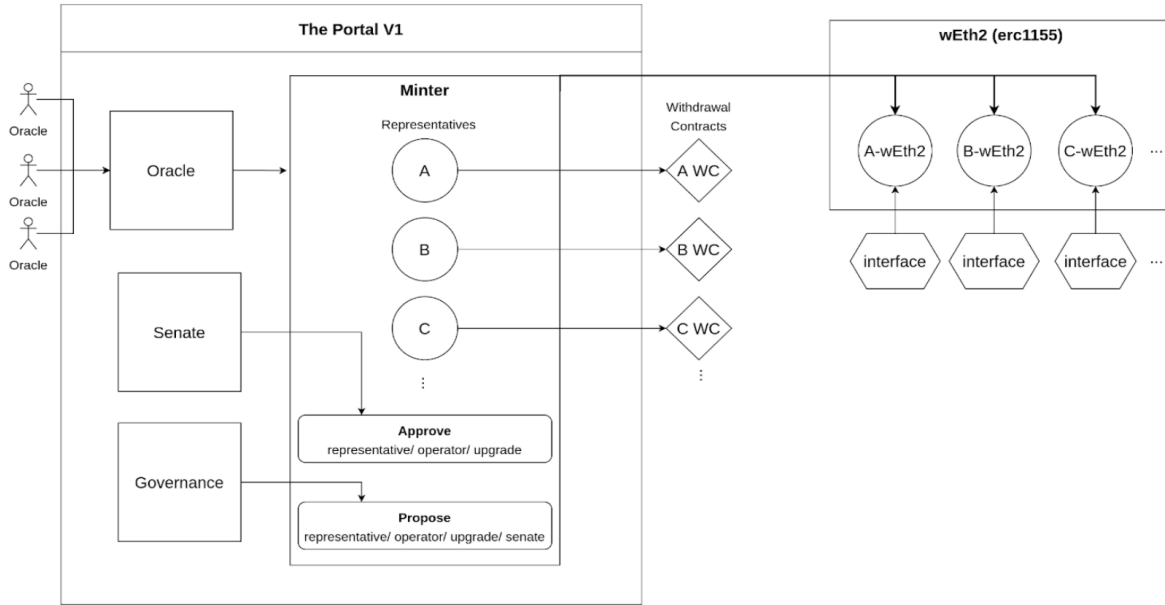 The Portal V1
wEth2 (erc1155)
Minter
Representatives
Withdrawal
Contracts
Oracle
Oracle
Oracle
Oracle
A
A WC
A-wEth2
B-wEth2
C-wEth2
...
B
B WC
interface
interface
interface
...
Senate
C
C WC
...
...
Approve
representative/ operator/ upgrade
Governance
Propose
representative/ operator/ upgrade/ senate